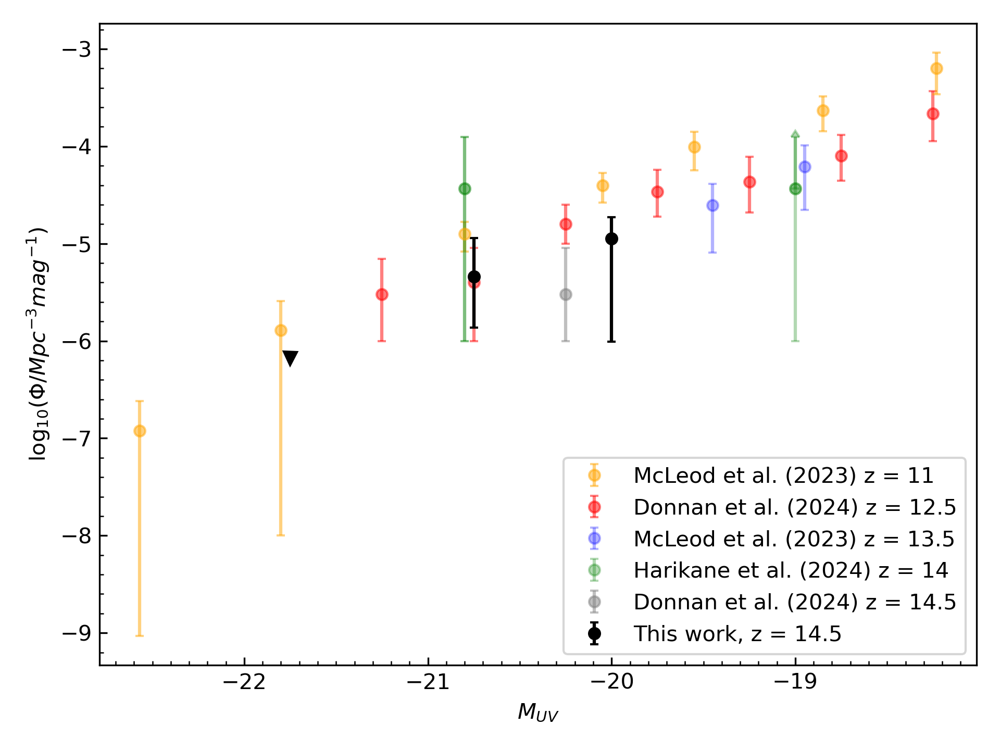 −3
−4
−5
−6
−7
−8
−9
log₁₀(Φ/Mpc⁻³mag⁻¹)
−22
−21
−20
−19
M_UV
McLeod et al. (2023) z = 11
Donnan et al. (2024) z = 12.5
McLeod et al. (2023) z = 13.5
Harikane et al. (2024) z = 14
Donnan et al. (2024) z = 14.5
This work, z = 14.5